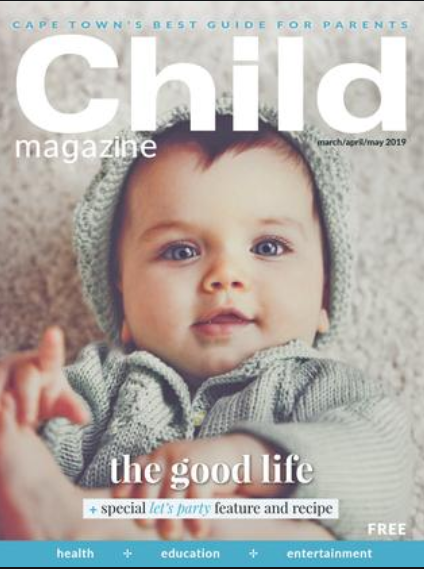 CAPE TOWN'S BEST GUIDE FOR PARENTS
Child
magazine
march/april/may 2019
the good life
+ special let's party feature and recipe
FREE
health ÷ education ÷ entertainment